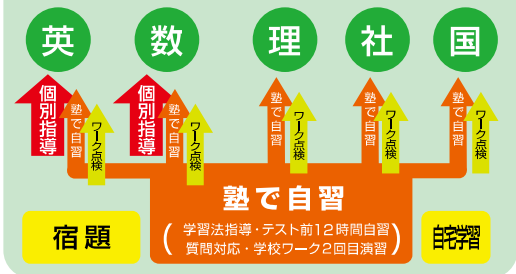 英 数 理 社 国
個別指導 塾で自習 ワーク点検 個別指導 塾で自習 ワーク点検 塾で自習 ワーク点検 塾で自習 ワーク点検 塾で自習 ワーク点検
塾で自習
(学習法指導・テスト前12時間自習
質問対応・学校ワーク2回目演習)
宿題
自宅学習